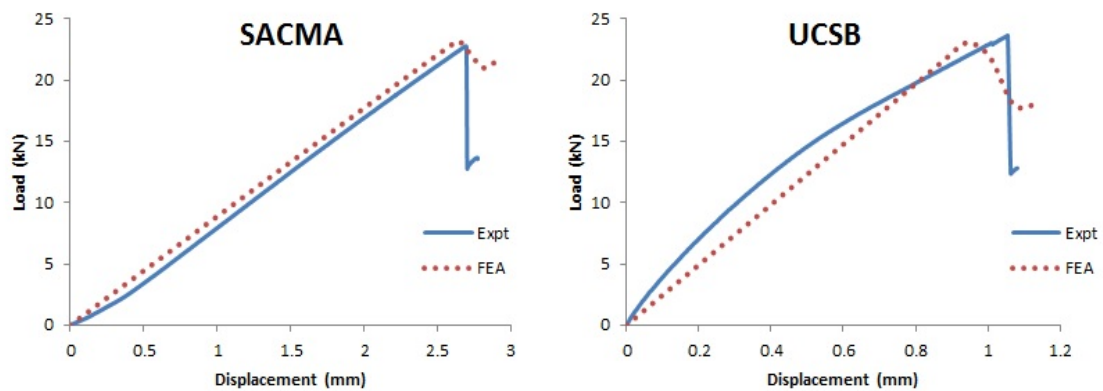 SACMA
25
20
15
10
5
0
Load (kN)
0 0.5 1 1.5 2 2.5 3
Displacement (mm)
Expt
FEA
UCSB
25
20
15
10
5
0
Load (kN)
0 0.2 0.4 0.6 0.8 1 1.2
Displacement (mm)
Expt
FEA